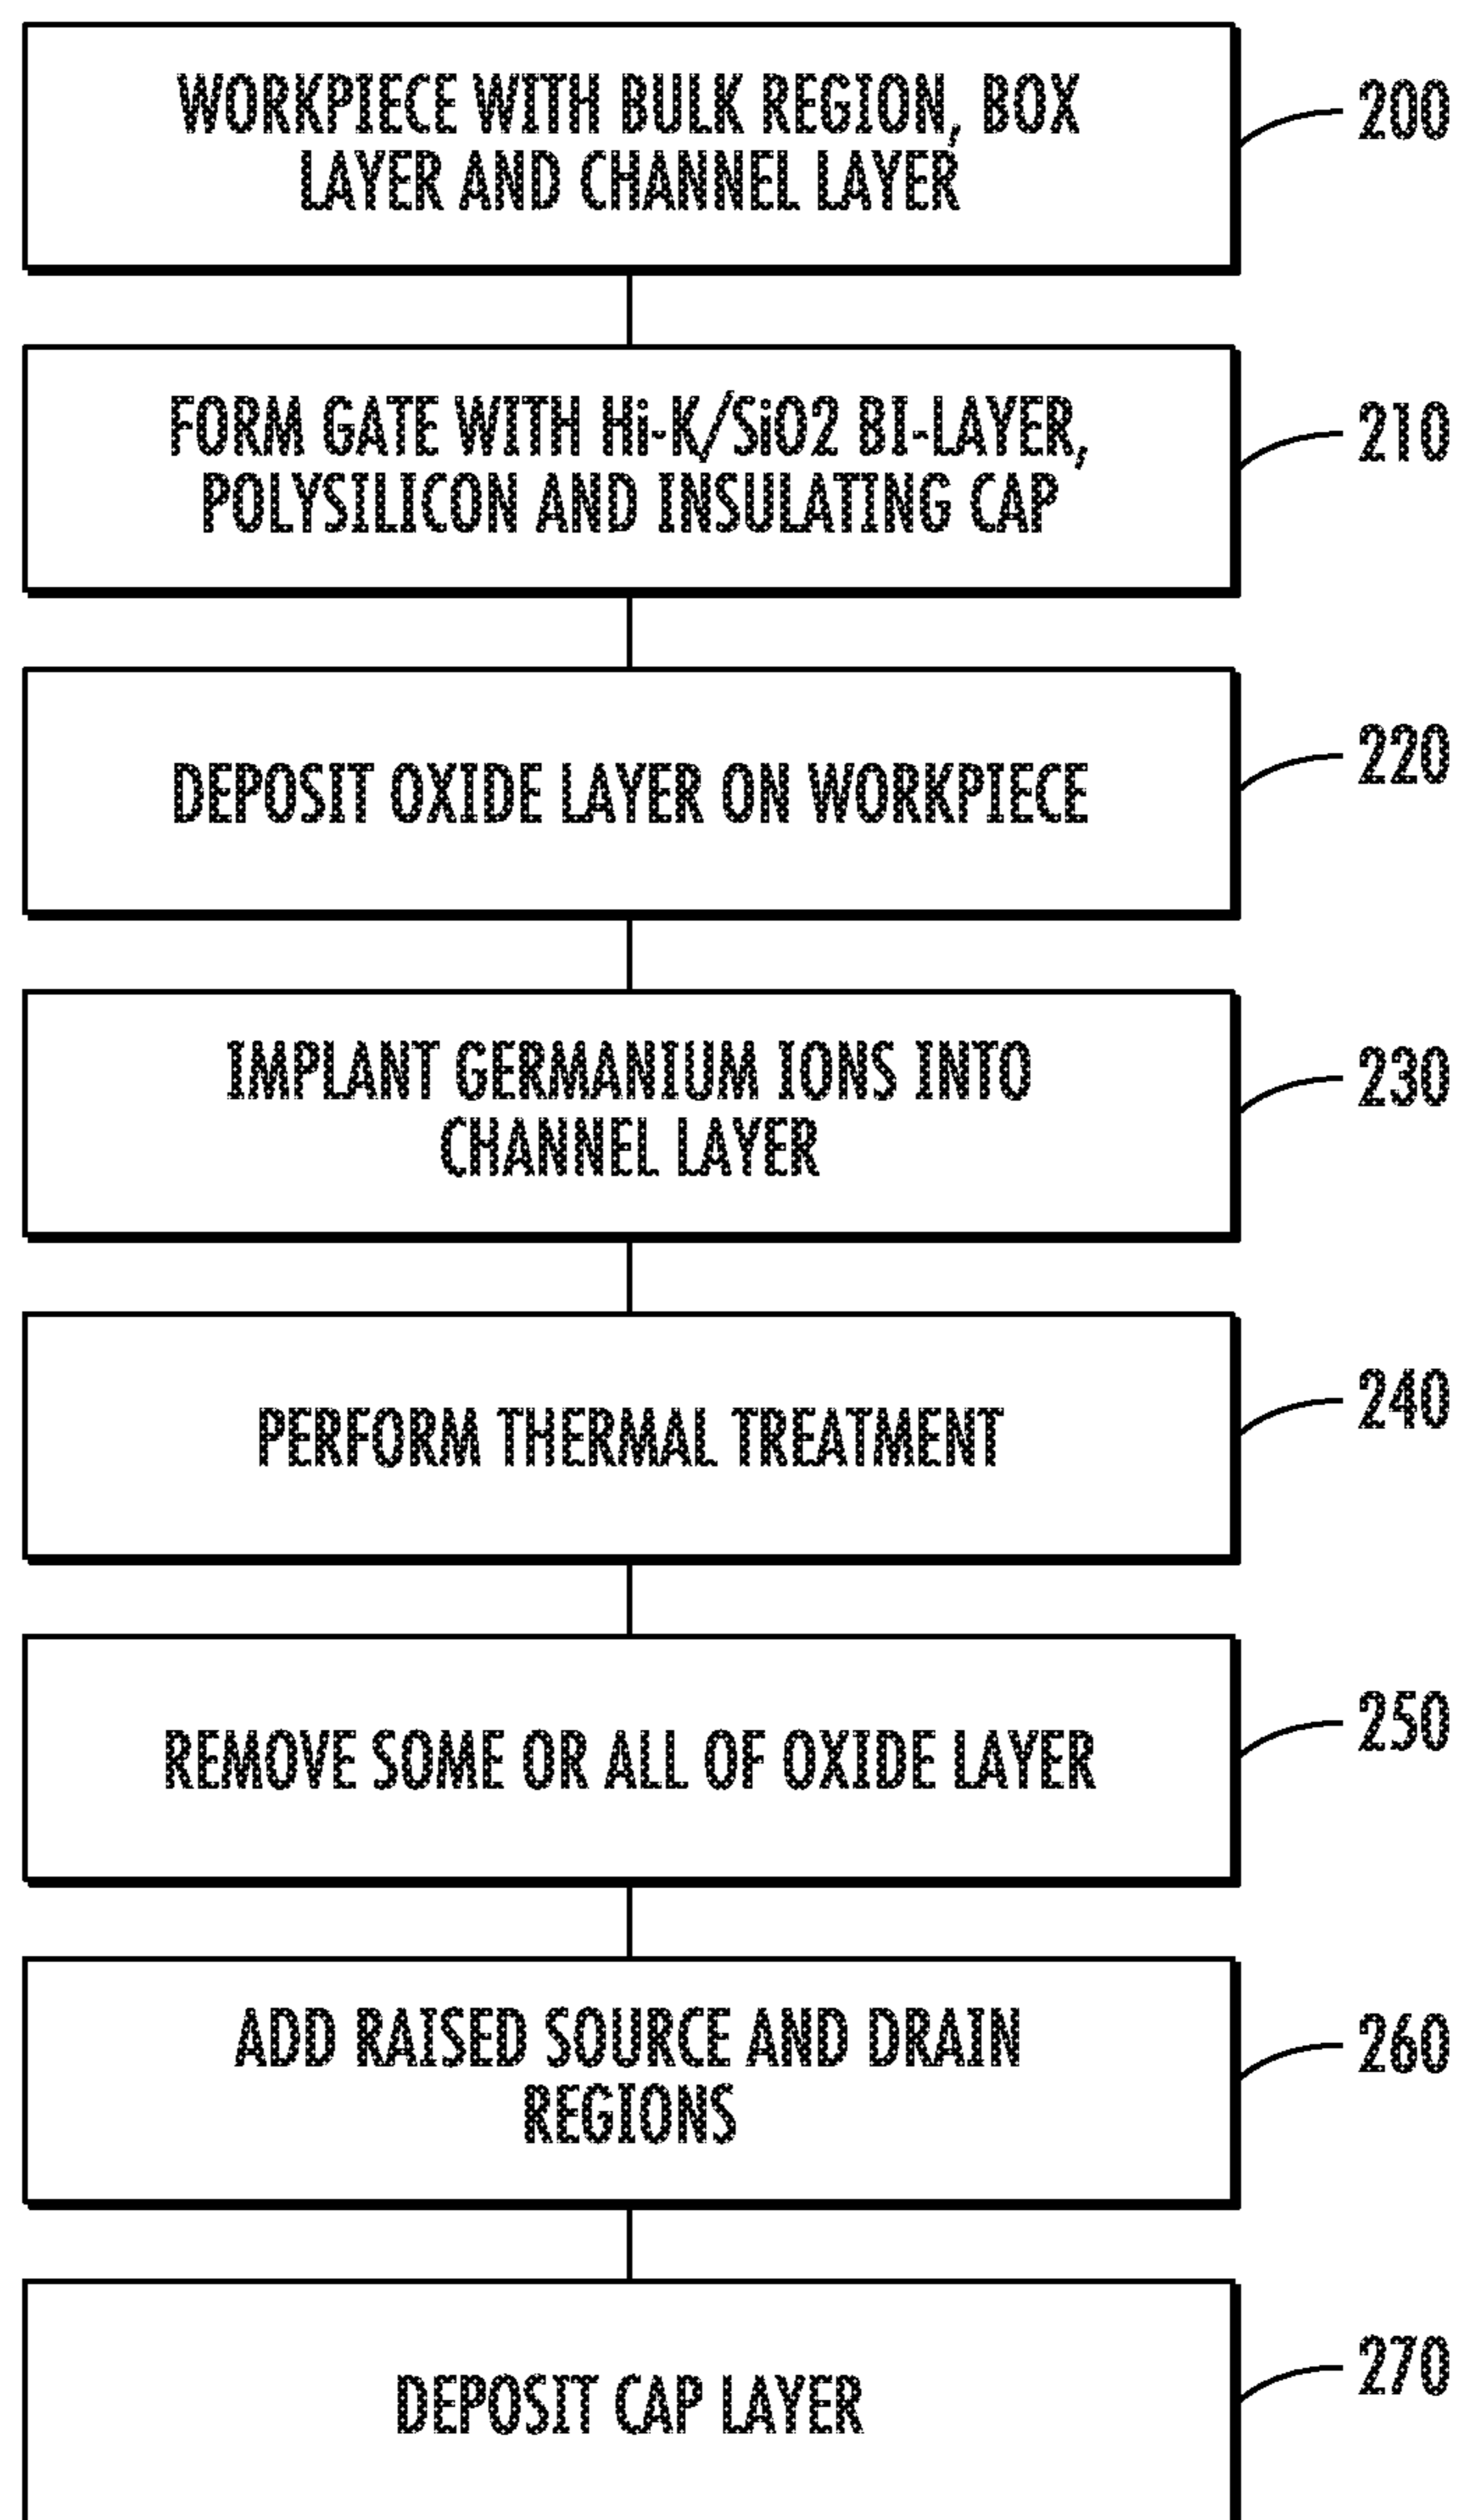 WORKPIECE WITH BULK REGION, BOX
LAYER AND CHANNEL LAYER
200
FORM GATE WITH Hi-K/SiO2 BI-LAYER,
POLYSILICON AND INSULATING CAP
210
DEPOSIT OXIDE LAYER ON WORKPIECE
220
IMPLANT GERMANIUM IONS INTO
CHANNEL LAYER
230
PERFORM THERMAL TREATMENT
240
REMOVE SOME OR ALL OF OXIDE LAYER
250
ADD RAISED SOURCE AND DRAIN
REGIONS
260
DEPOSIT CAP LAYER
270